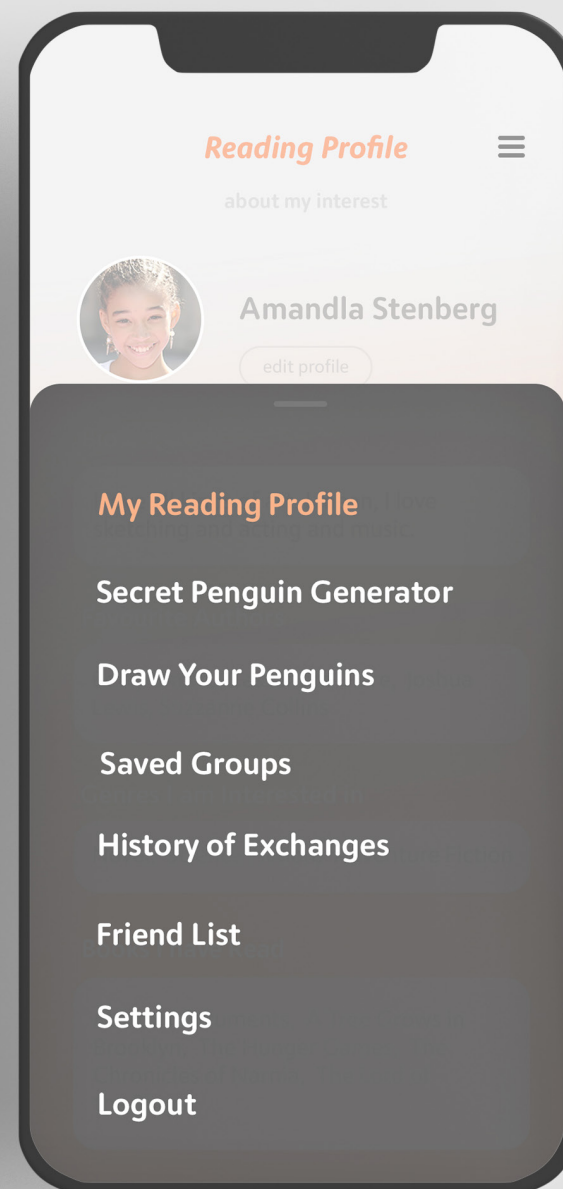 Reading Profile
about my interest
Amandla Stenberg
edit profile
My Reading Profile
Secret Penguin Generator
Draw Your Penguins
Saved Groups
History of Exchanges
Friend List
Settings
Logout